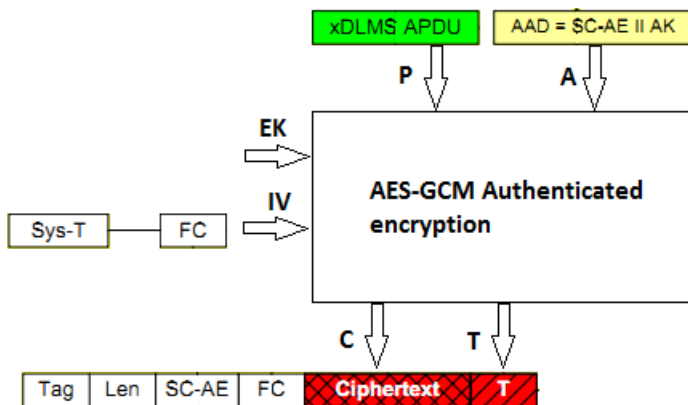 xDLMS APDU
AAD = SC-AE II AK
P
A
EK
AES-GCM Authenticated
encryption
IV
Sys-T
FC
C
T
Tag
Len
SC-AE
FC
Ciphertext
T